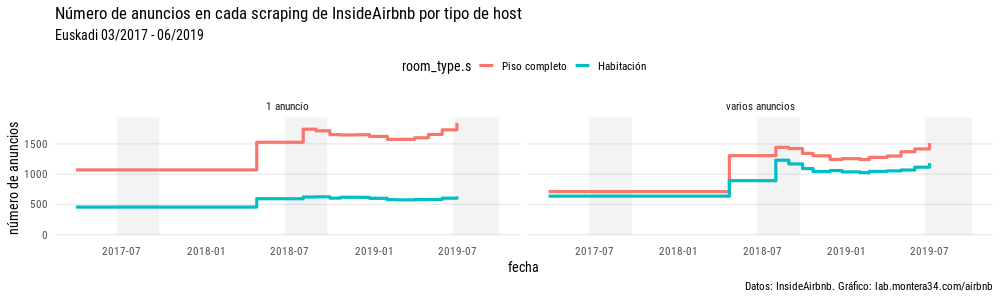 Número de anuncios en cada scraping de InsideAirbnb por tipo de host
Euskadi 03/2017 - 06/2019
room_type.s Piso completo Habitación
1 anuncio varios anuncios
número de anuncios
1500
1000
500
0
2017-07 2018-01 2018-07 2019-01 2019-07 2017-07 2018-01 2018-07 2019-01 2019-07
fecha
Datos: InsideAirbnb. Gráfico: lab.montera34.com/airbnb